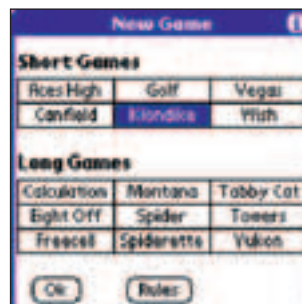 New Game
Short Games
Aces High Golf Vegas
Canfield Klondike Wish
Long Games
Calculation Montana Tabby Cat
Eight Off Spider Towers
Freecell Spiderette Yukon
Ok Rules